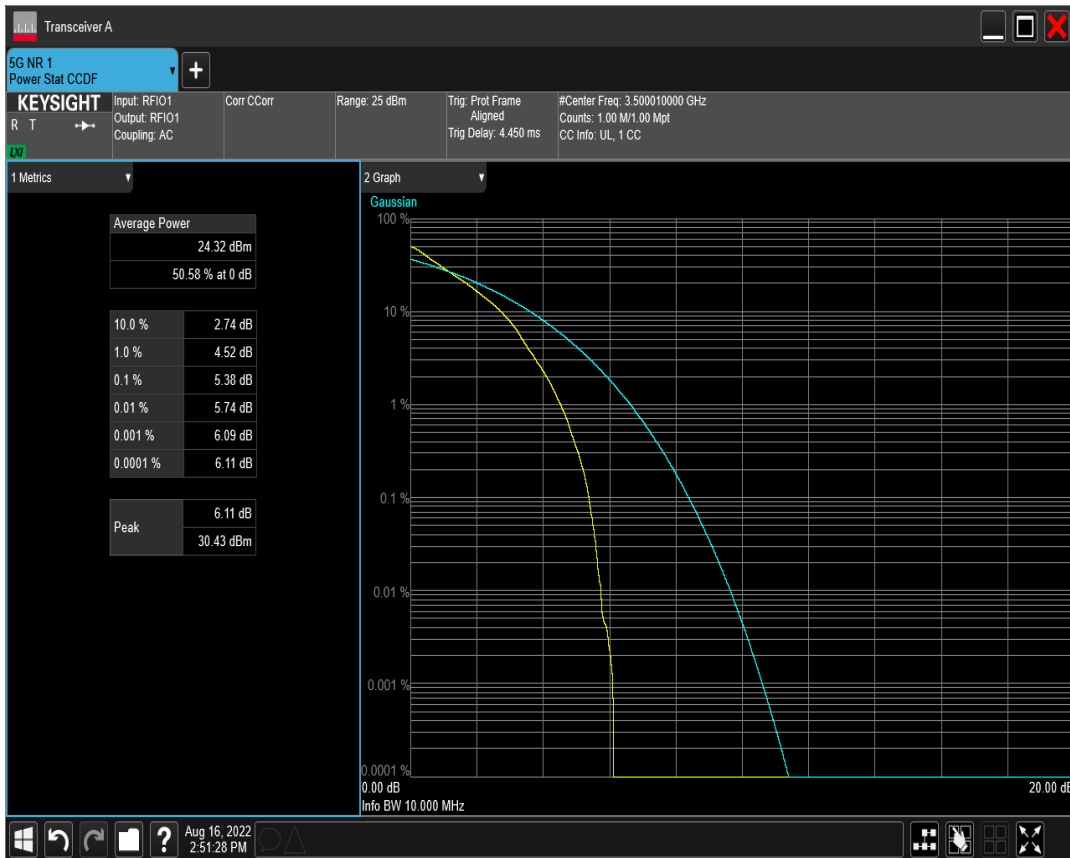 Transceiver A
5G NR 1
Power Stat CCDF
KEYSIGHT
R T
LXI
Input: RFIO1
Output: RFIO1
Coupling: AC
Corr CCorr
Range: 25 dBm
Trig: Prot Frame
Aligned
Trig Delay: 4.450 ms
#Center Freq: 3.500010000 GHz
Counts: 1.00 M/1.00 Mpt
CC Info: UL, 1 CC
1 Metrics
Average Power
24.32 dBm
50.58 % at 0 dB
10.0 % 2.74 dB
1.0 % 4.52 dB
0.1 % 5.38 dB
0.01 % 5.74 dB
0.001 % 6.09 dB
0.0001 % 6.11 dB
Peak
6.11 dB
30.43 dBm
2 Graph
Gaussian
100 %
10 %
1 %
0.1 %
0.01 %
0.001 %
0.0001 %
0.00 dB
20.00 dB
Info BW 10.000 MHz
?
Aug 16, 2022
2:51:28 PM